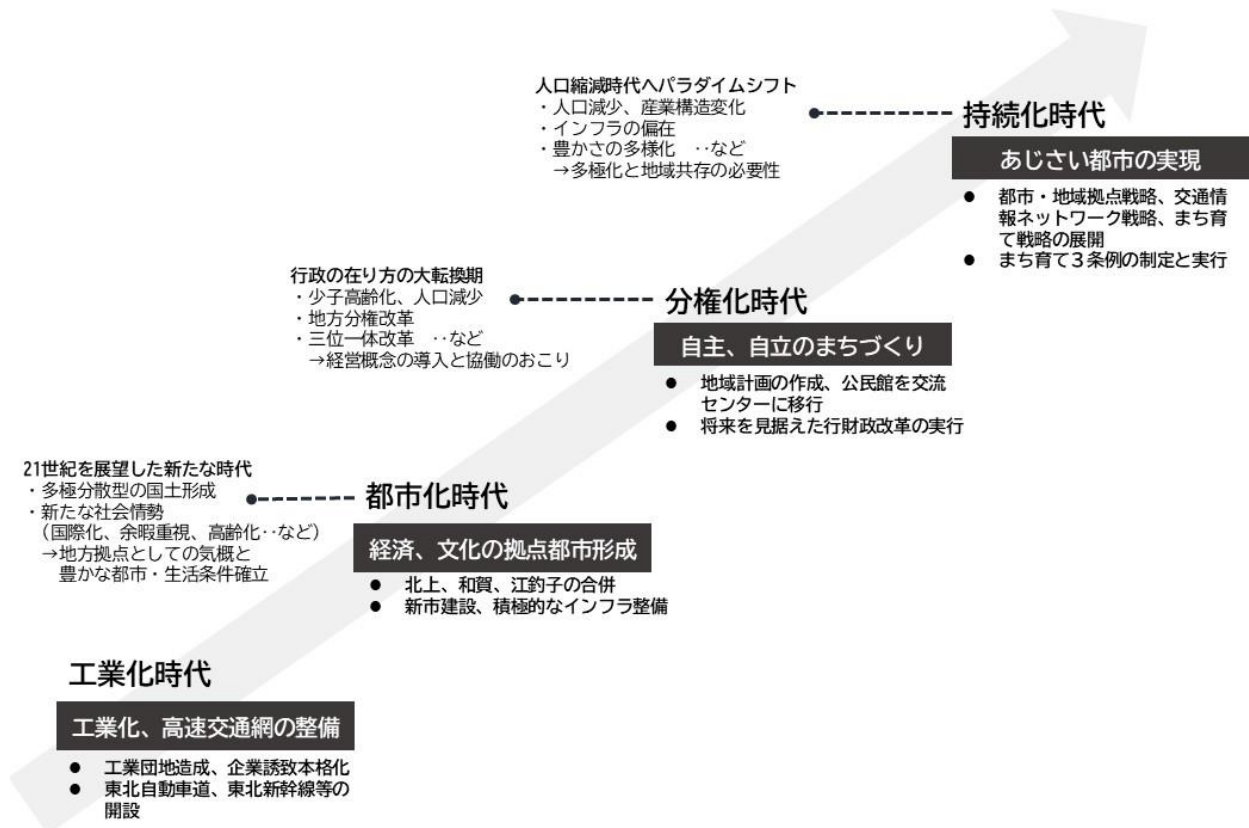 人口縮減時代へパラダイムシフト
・人口減少、産業構造変化
・インフラの偏在
・豊かさの多様化　‥など
→多極化と地域共存の必要性
持続化時代
あじさい都市の実現
● 都市・地域拠点戦略、交通情
報ネットワーク戦略、まち育
て戦略の展開
● まち育て３条例の制定と実行
行政の在り方の大転換期
・少子高齢化、人口減少
・地方分権改革
・三位一体改革　‥など
→経営概念の導入と協働のおこり
分権化時代
自主、自立のまちづくり
● 地域計画の作成、公民館を交流
センターに移行
● 将来を見据えた行財政改革の実行
21世紀を展望した新たな時代
・多極分散型の国土形成
・新たな社会情勢
（国際化、余暇重視、高齢化‥など）
→地方拠点としての気概と
豊かな都市・生活条件確立
都市化時代
経済、文化の拠点都市形成
● 北上、和賀、江釣子の合併
● 新市建設、積極的なインフラ整備
工業化時代
工業化、高速交通網の整備
● 工業団地造成、企業誘致本格化
● 東北自動車道、東北新幹線等の
開設